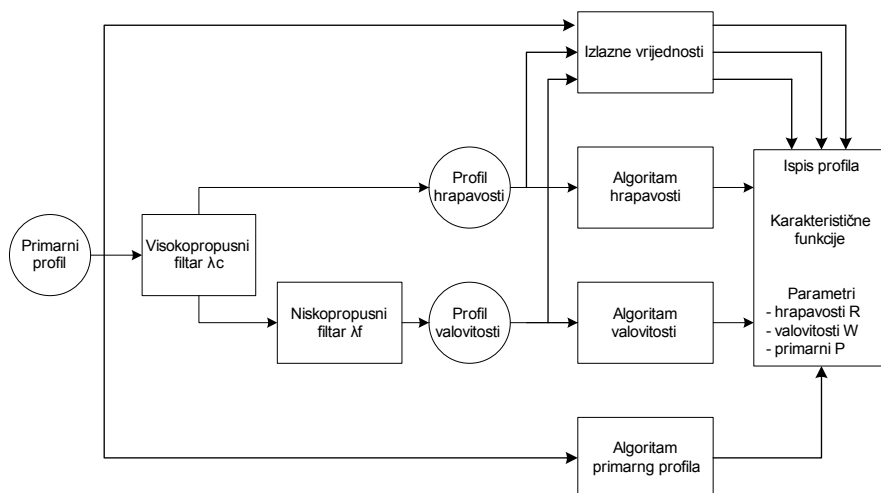 Izlazne vrijednosti
Profil
hrapavosti
Algoritam
hrapavosti
Ispis profila
Karakteristične
funkcije
Parametri
- hrapavosti R
- valovitosti W
- primarni P
Primarni
profil
Visokopropusni
filtar λc
Niskopropusni
filtar λf
Profil
valovitosti
Algoritam
valovitosti
Algoritam
primarng profila